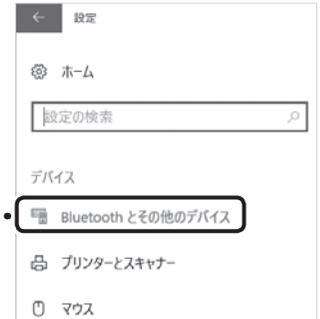 設定
ホーム
設定の検索
デバイス
Bluetooth とその他のデバイス
プリンターとスキャナー
マウス